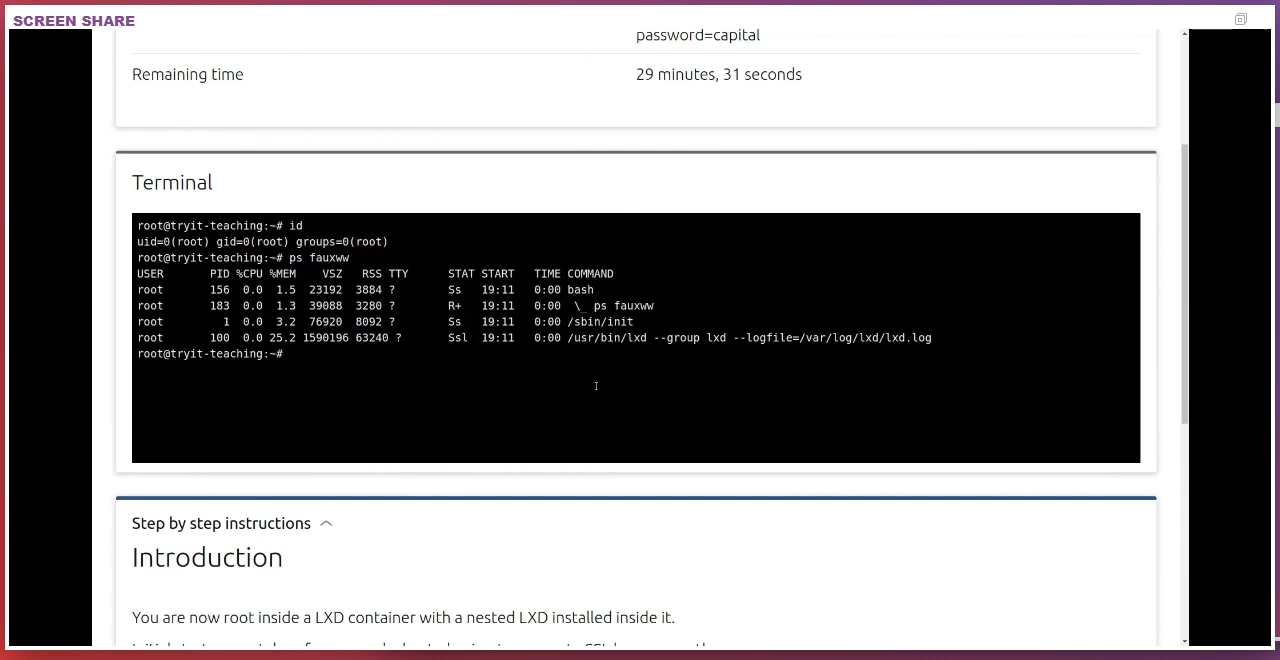 SCREEN SHARE
password=capital
Remaining time 29 minutes, 31 seconds
Terminal
root@tryit-teaching:~# id
uid=0(root) gid=0(root) groups=0(root)
root@tryit-teaching:~# ps fauxww
USER       PID %CPU %MEM    VSZ   RSS TTY      STAT START   TIME COMMAND
root       156  0.0  1.5  23192  3884 ?        Ss   19:11   0:00 bash
root       183  0.0  1.3  39088  3280 ?        R+   19:11   0:00  \_ ps fauxww
root         1  0.0  3.2  76920  8092 ?        Ss   19:11   0:00 /sbin/init
root       100  0.0 25.2 1590196 63240 ?       Ssl  19:11   0:00 /usr/bin/lxd --group lxd --logfile=/var/log/lxd/lxd.log
root@tryit-teaching:~#
Step by step instructions
Introduction
You are now root inside a LXD container with a nested LXD installed inside it.